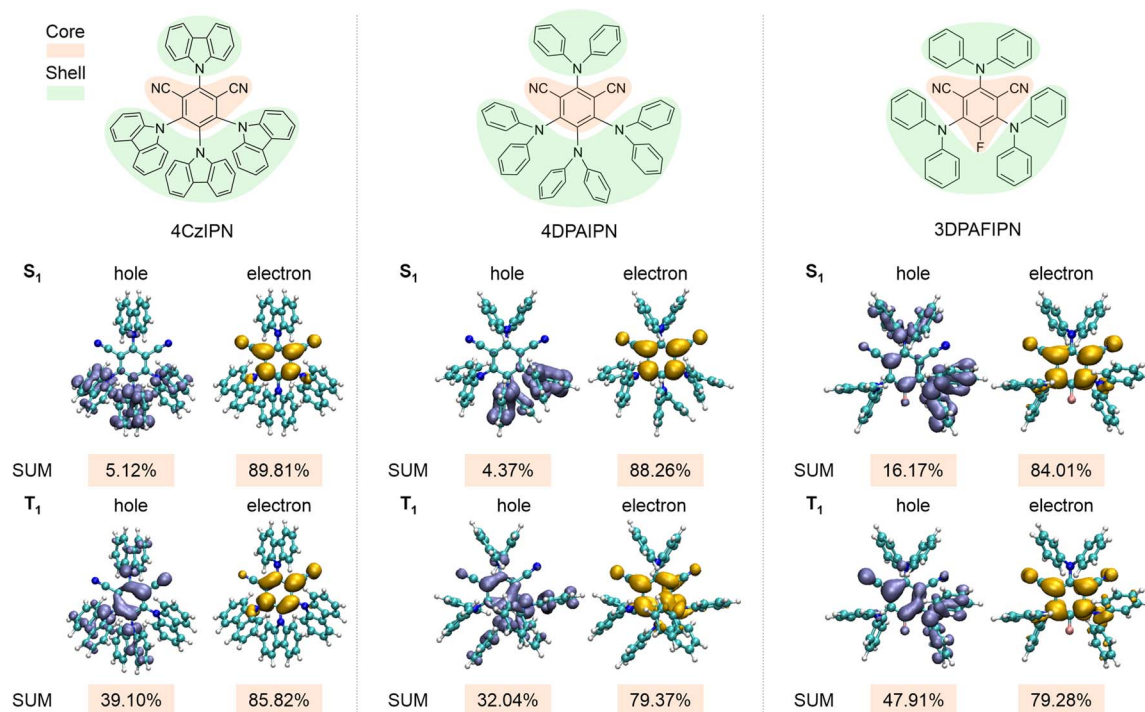 Core
Shell
N
NC
CN
N
N
N
4CzIPN
N
NC
CN
N
N
N
4DPAIPN
N
NC
CN
N
N
F
3DPAFIPN
S1
hole
electron
S1
hole
electron
S1
hole
electron
SUM
5.12%
89.81%
SUM
4.37%
88.26%
SUM
16.17%
84.01%
T1
hole
electron
T1
hole
electron
T1
hole
electron
SUM
39.10%
85.82%
SUM
32.04%
79.37%
SUM
47.91%
79.28%